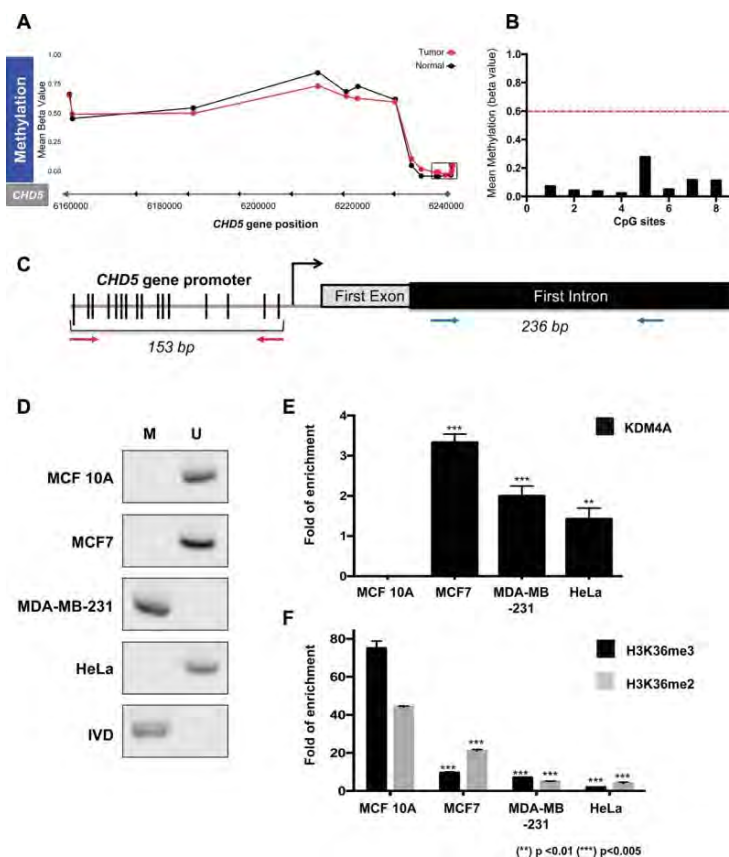 A
Methylation
CHD5
Mean Beta Value
1.00
0.75
0.50
0.25
0.00
Tumor
Normal
6160000
6180000
6200000
6220000
6240000
CHD5 gene position
B
Mean Methylation (beta value)
1.0
0.8
0.6
0.4
0.2
0.0
0
2
4
6
8
CpG sites
C
CHD5 gene promoter
First Exon
First Intron
153 bp
236 bp
D
M
U
MCF 10A
MCF7
MDA-MB-231
HeLa
IVD
E
KDM4A
Fold of enrichment
4
3
2
1
0
***
***
**
MCF 10A
MCF7
MDA-MB
-231
HeLa
F
H3K36me3
H3K36me2
Fold of enrichment
80
60
40
20
0
***
***
***
***
***
***
MCF 10A
MCF7
MDA-MB
-231
HeLa
(**) p <0.01 (***) p<0.005